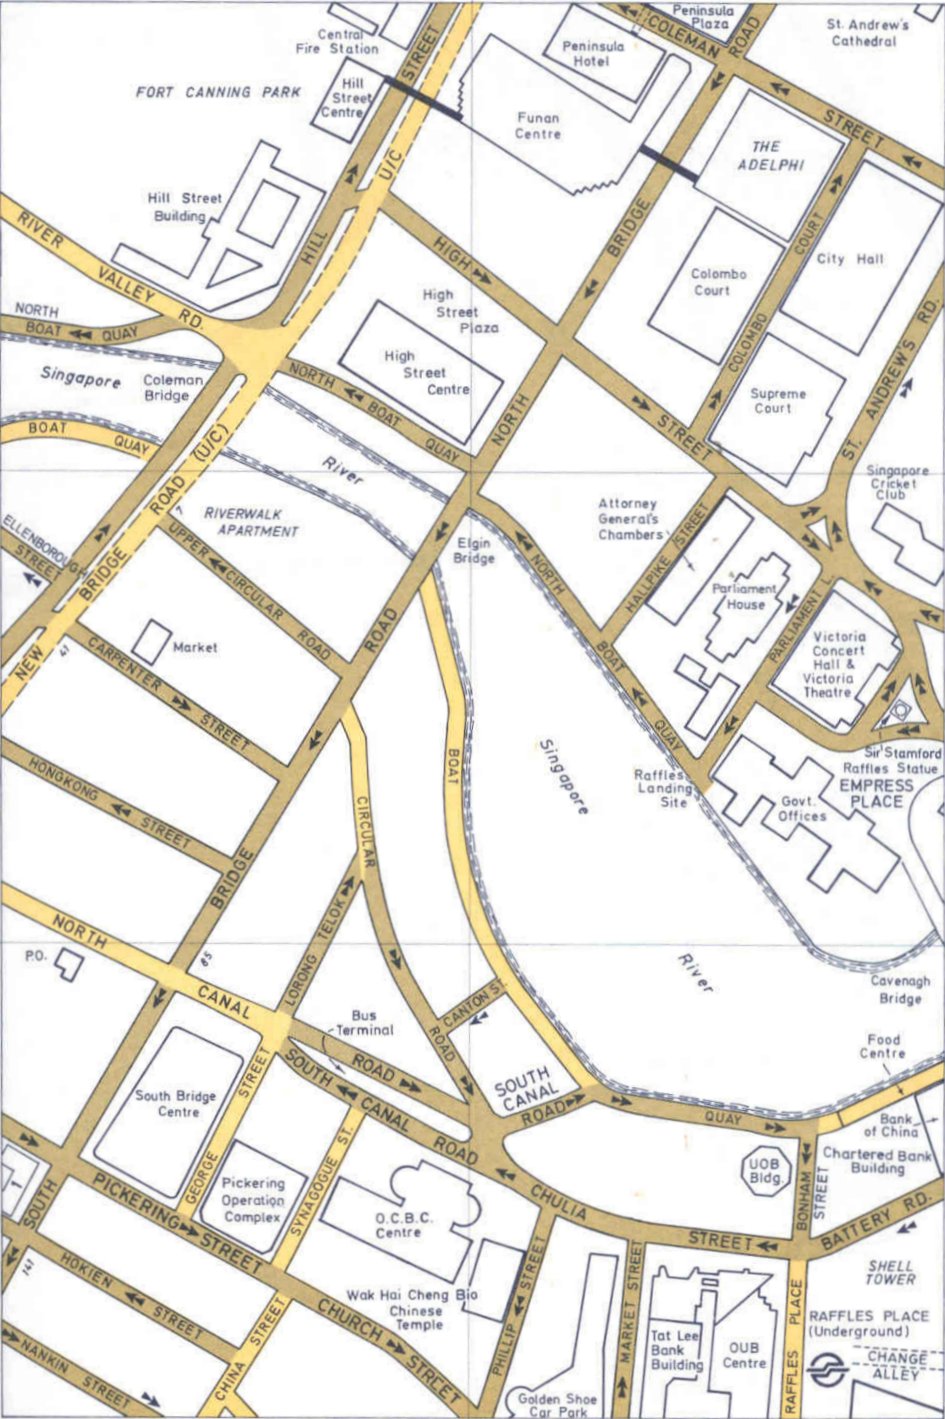 Central
Fire Station
STREET
Peninsula
Plaza
COLEMAN
ROAD
St. Andrew's
Cathedral
Peninsula
Hotel
FORT CANNING PARK
Hill
Street
Centre
Funan
Centre
STREET
THE
ADELPHI
U/C
Hill Street
Building
RIVER
VALLEY
RD.
HILL
HIGH
BRIDGE
COURT
City Hall
Colombo
Court
NORTH
BOAT
QUAY
High
Street
Plaza
High
Street
Centre
COLOMBO
ANDREW'S
RD.
Singapore
Coleman
Bridge
NORTH
BOAT
QUAY
NORTH
Supreme
Court
STREET
ST.
BOAT
QUAY
ROAD
(U/C)
River
7
RIVERWALK
APARTMENT
Attorney
General's
Chambers
Singapore
Cricket
Club
ELLENBOROUGH
STREET
BRIDGE
UPPER
CIRCULAR
ROAD
Elgin
Bridge
NORTH
HALLPIKE
STREET
Parliament
House
PARLIAMENT L.
NEW
41
CARPENTER
STREET
Market
ROAD
BOAT
QUAY
Victoria
Concert
Hall &
Victoria
Theatre
Sir Stamford
Raffles Statue
EMPRESS
PLACE
HONGKONG
STREET
BOAT
Singapore
Raffles
Landing
Site
Govt.
Offices
CIRCULAR
BRIDGE
NORTH
P.O.
85
CANAL
LORONG
TELOK
River
Cavenagh
Bridge
Bus
Terminal
CANTON ST.
ROAD
Food
Centre
STREET
SOUTH
CANAL
ROAD
ROAD
SOUTH
CANAL
ROAD
QUAY
South Bridge
Centre
Bank
of China
Chartered Bank
Building
GEORGE
SYNAGOGUE ST.
UOB
Bldg.
BONHAM
STREET
Pickering
Operation
Complex
PICKERING
STREET
SOUTH
1
O.C.B.C.
Centre
CHULIA
STREET
BATTERY RD.
141
HOKIEN
STREET
SHELL
TOWER
Wak Hai Cheng Bio
Chinese
Temple
CHURCH
STREET
PHILLIP
STREET
MARKET
STREET
RAFFLES
PLACE
RAFFLES PLACE
(Underground)
NANKIN
STREET
CHINA
STREET
Tat Lee
Bank
Building
OUB
Centre
CHANGE
ALLEY
Golden Shoe
Car Park